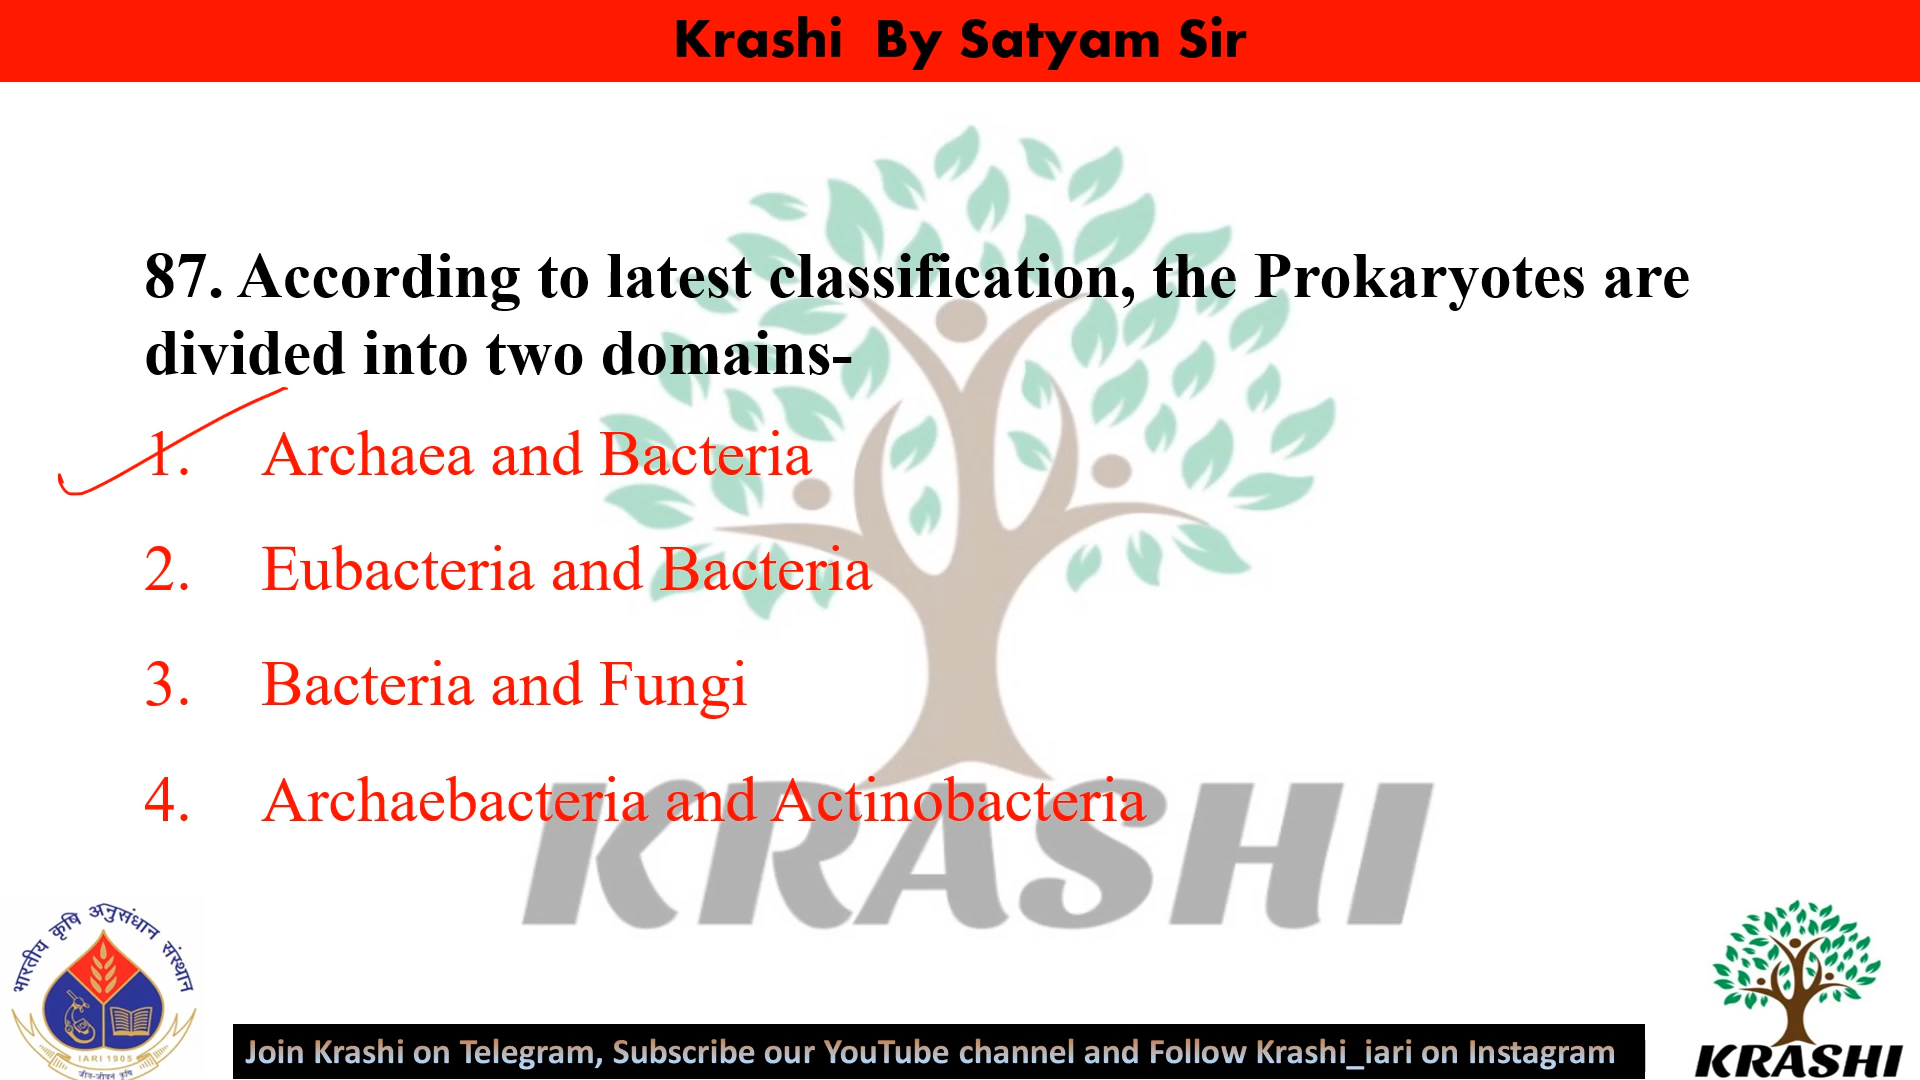 Krashi By Satyam Sir
87. According to latest classification, the Prokaryotes are
divided into two domains-
1. Archaea and Bacteria
2. Eubacteria and Bacteria
3. Bacteria and Fungi
4. Archaebacteria and Actinobacteria
KRASHI
भारतीय कृषि अनुसंधान संस्थान
IARI 1905
Join Krashi on Telegram, Subscribe our YouTube channel and Follow Krashi_iari on Instagram
KRASHI